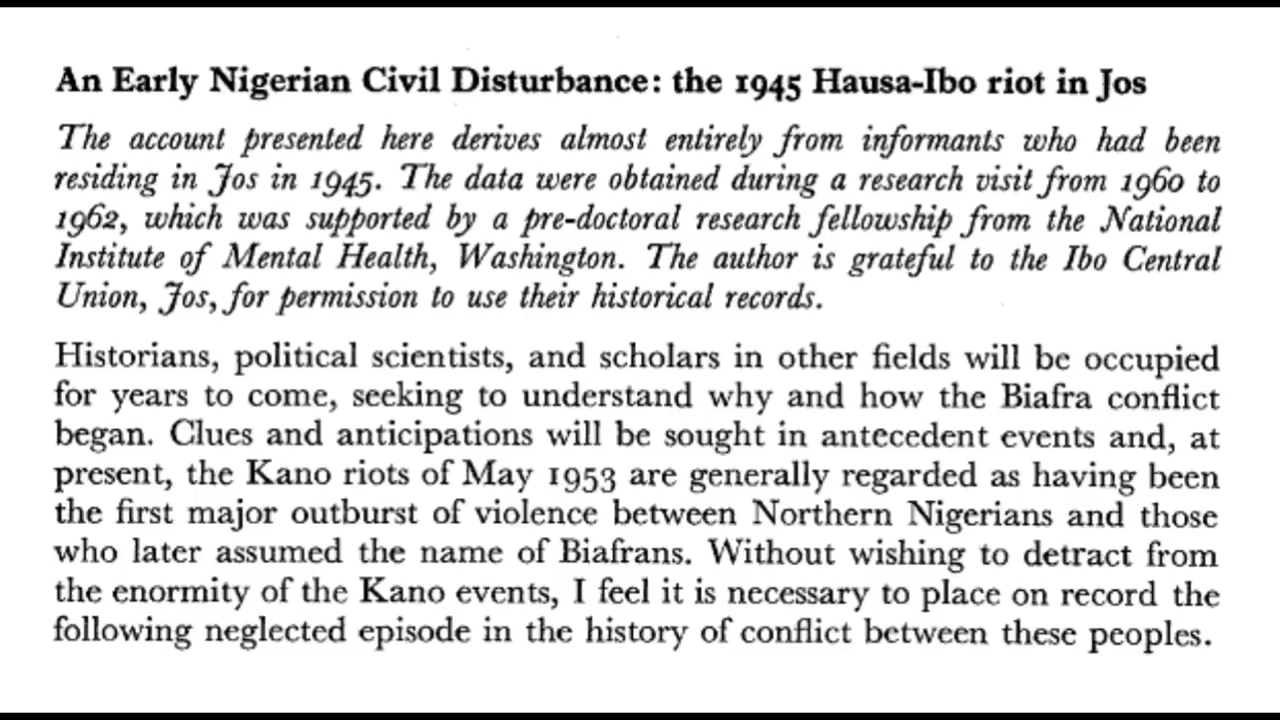 An Early Nigerian Civil Disturbance: the 1945 Hausa-Ibo riot in Jos
The account presented here derives almost entirely from informants who had been
residing in Jos in 1945. The data were obtained during a research visit from 1960 to
1962, which was supported by a pre-doctoral research fellowship from the National
Institute of Mental Health, Washington. The author is grateful to the Ibo Central
Union, Jos, for permission to use their historical records.
Historians, political scientists, and scholars in other fields will be occupied
for years to come, seeking to understand why and how the Biafra conflict
began. Clues and anticipations will be sought in antecedent events and, at
present, the Kano riots of May 1953 are generally regarded as having been
the first major outburst of violence between Northern Nigerians and those
who later assumed the name of Biafrans. Without wishing to detract from
the enormity of the Kano events, I feel it is necessary to place on record the
following neglected episode in the history of conflict between these peoples.